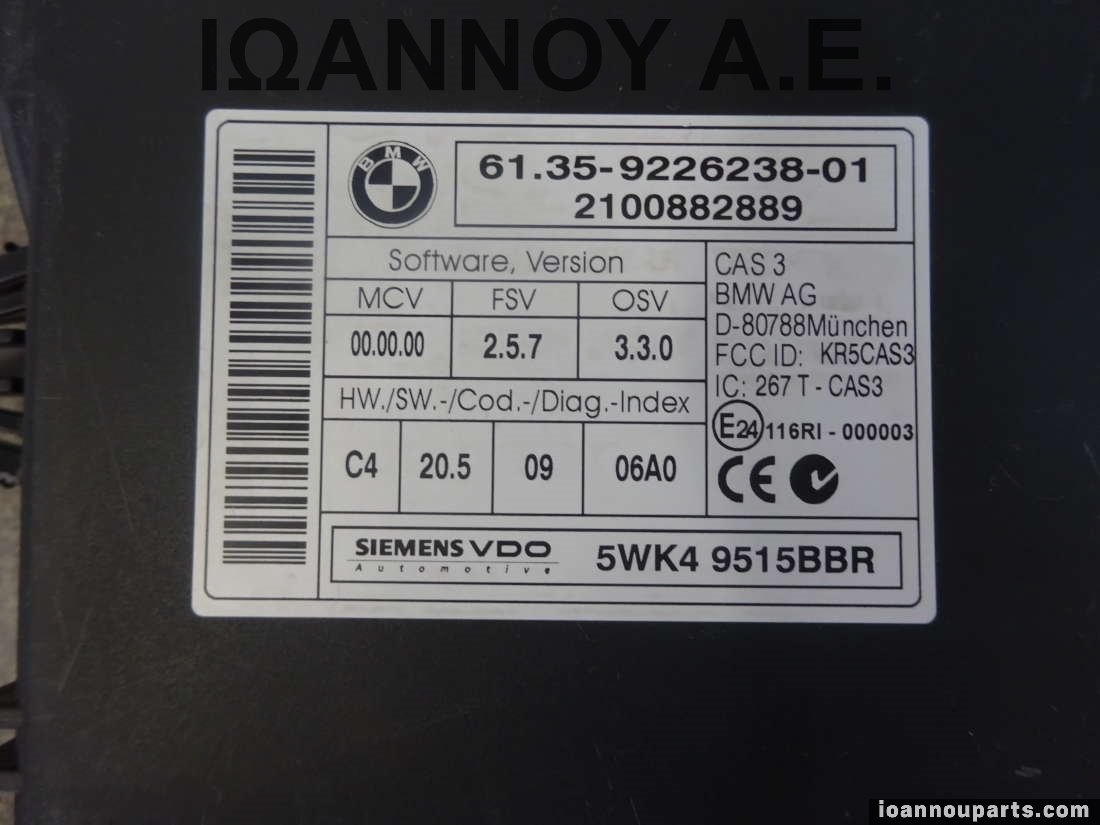 ΙΩΑΝΝΟΥ Α.Ε.
BMW
61.35-9226238-01
2100882889
Software, Version
MCV FSV OSV
00.00.00 2.5.7 3.3.0
HW./SW.-/Cod.-/Diag.-Index
C4 20.5 09 06A0
CAS 3
BMW AG
D-80788München
FCC ID: KR5CAS3
IC: 267 T - CAS3
E24 116RI - 000003
CE
SIEMENS VDO
Automotive
5WK4 9515BBR
ioannouparts.com